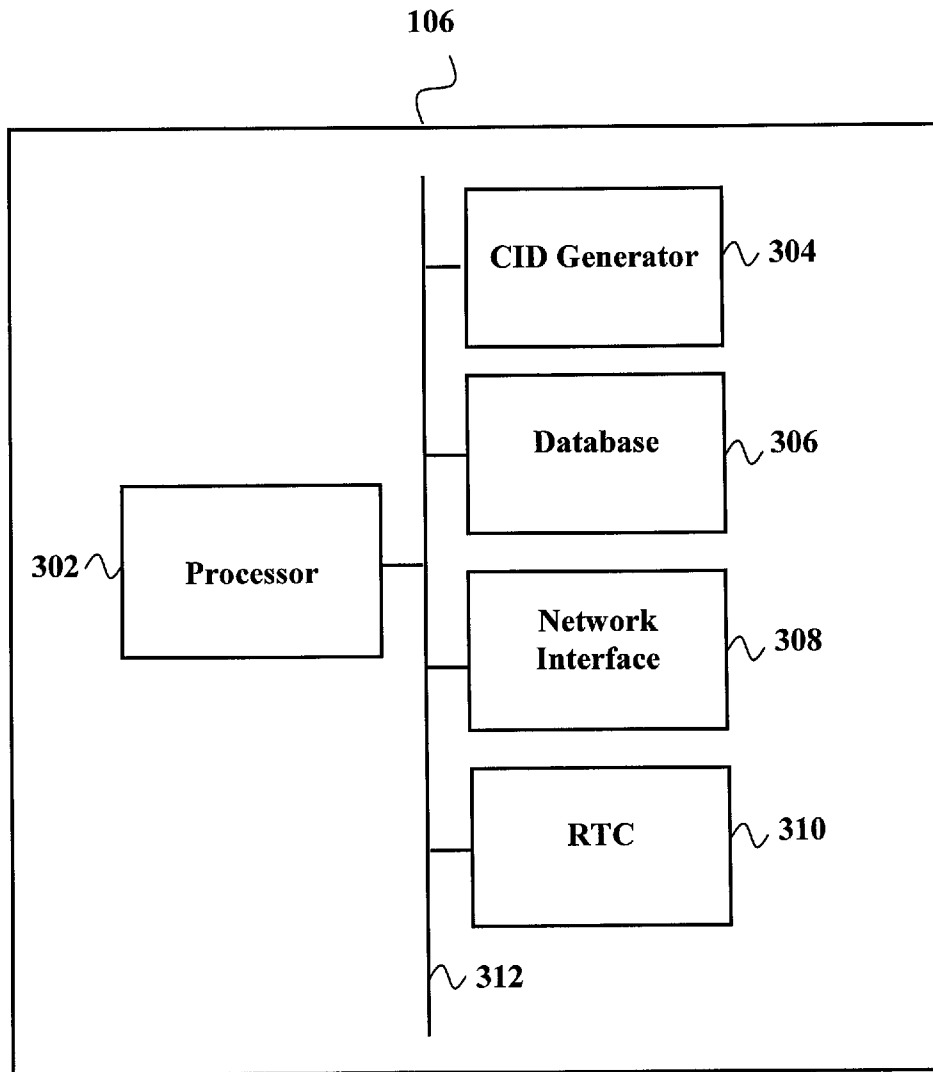 106
CID Generator
304
Database
306
302
Processor
Network
Interface
308
RTC
310
312